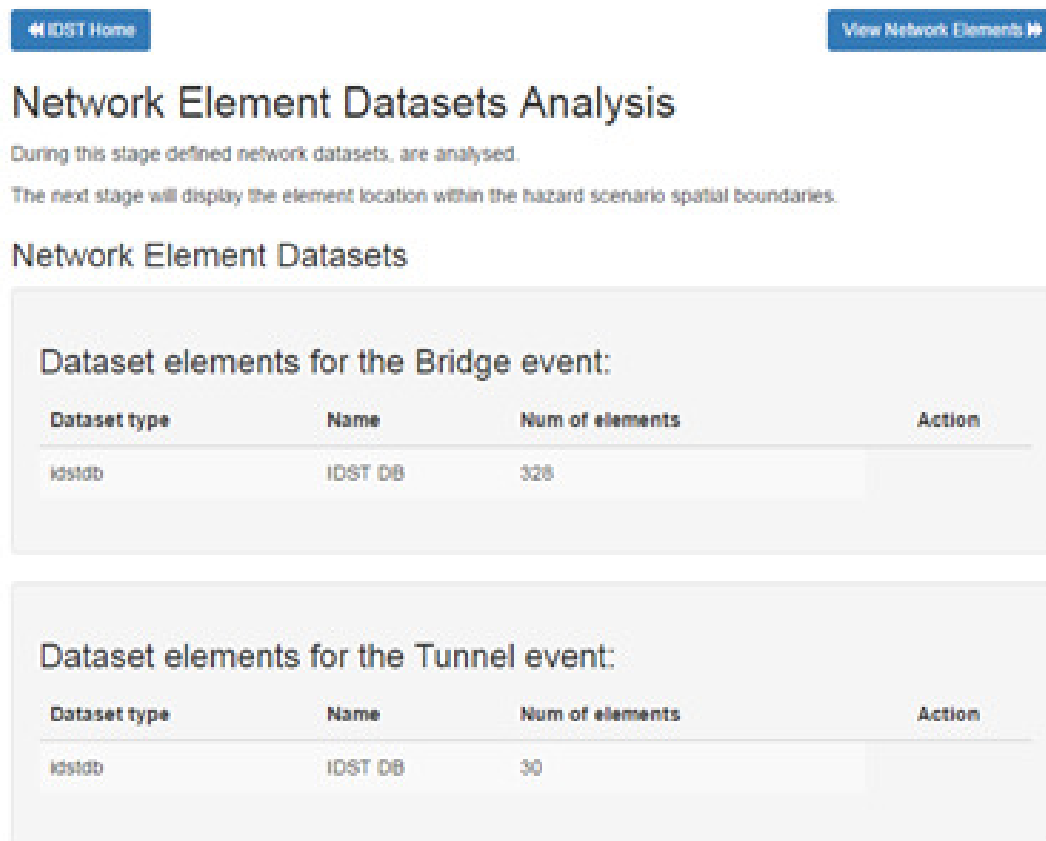 IDST Home
View Network Elements
Network Element Datasets Analysis
During this stage defined network datasets, are analysed.
The next stage will display the element location within the hazard scenario spatial boundaries.
Network Element Datasets
Dataset elements for the Bridge event:
Dataset type Name Num of elements Action
idstdb IDST DB 328
Dataset elements for the Tunnel event:
Dataset type Name Num of elements Action
idstdb IDST DB 30